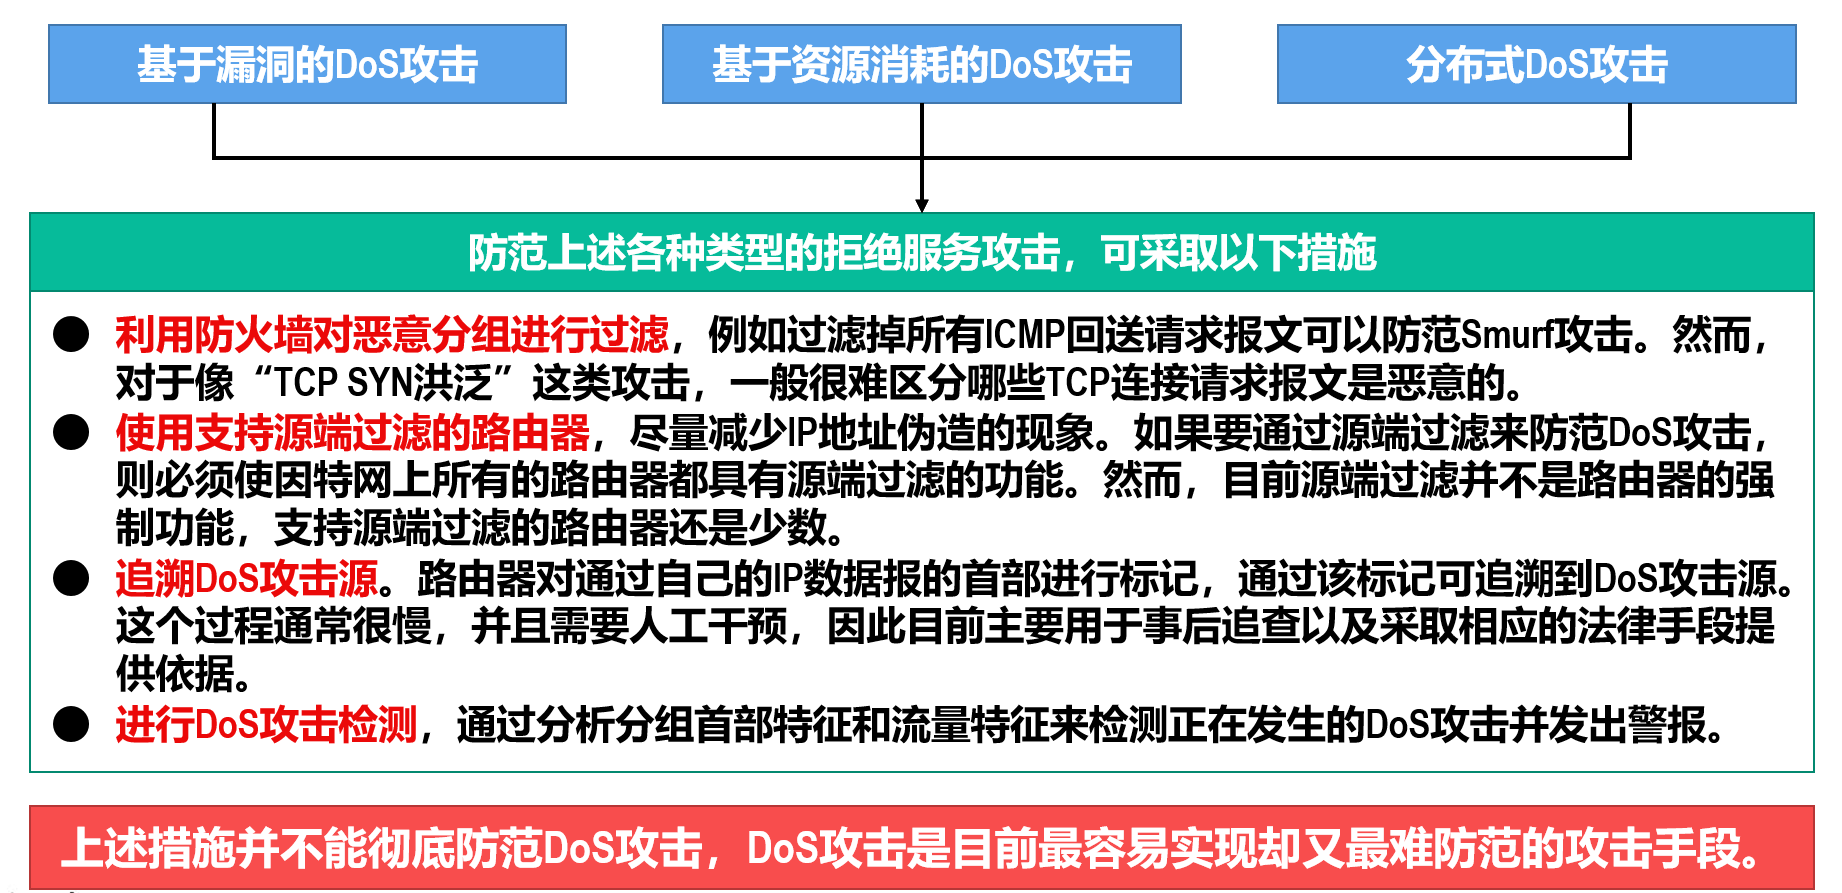 基于漏洞的DoS攻击
基于资源消耗的DoS攻击
分布式DoS攻击
防范上述各种类型的拒绝服务攻击，可采取以下措施
● 利用防火墙对恶意分组进行过滤，例如过滤掉所有ICMP回送请求报文可以防范Smurf攻击。然而，
对于像“TCP SYN洪泛”这类攻击，一般很难区分哪些TCP连接请求报文是恶意的。
● 使用支持源端过滤的路由器，尽量减少IP地址伪造的现象。如果要通过源端过滤来防范DoS攻击，
则必须使因特网上所有的路由器都具有源端过滤的功能。然而，目前源端过滤并不是路由器的强
制功能，支持源端过滤的路由器还是少数。
● 追溯DoS攻击源。路由器对通过自己的IP数据报的首部进行标记，通过该标记可追溯到DoS攻击源。
这个过程通常很慢，并且需要人工干预，因此目前主要用于事后追查以及采取相应的法律手段提
供依据。
● 进行DoS攻击检测，通过分析分组首部特征和流量特征来检测正在发生的DoS攻击并发出警报。
上述措施并不能彻底防范DoS攻击，DoS攻击是目前最容易实现却又最难防范的攻击手段。